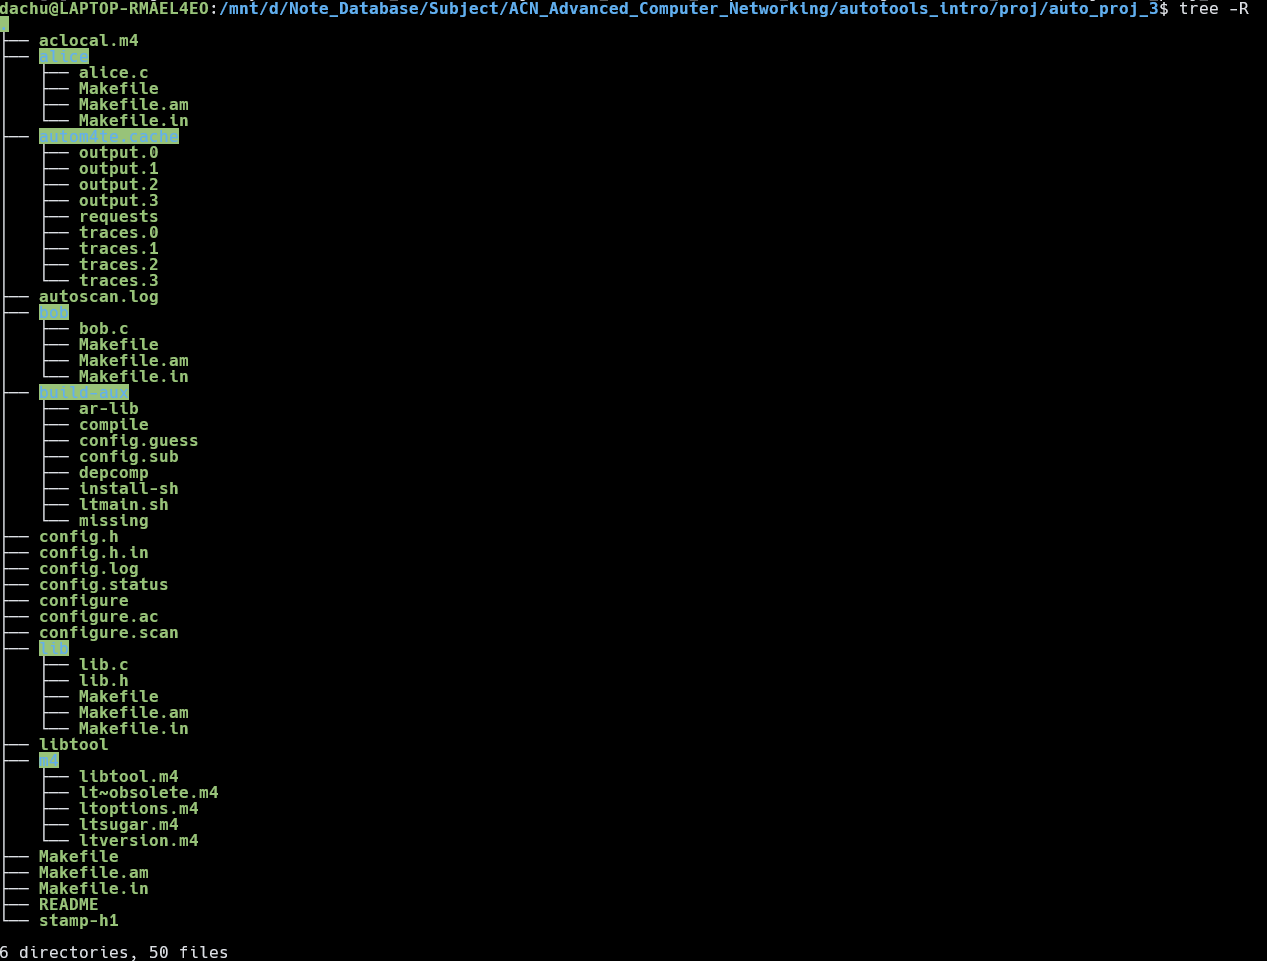 dachu@LAPTOP-RMAEL4EO:/mnt/d/Note_Database/Subject/ACN_Advanced_Computer_Networking/autotools_intro/proj/auto_proj_3$ tree -R
.
├── aclocal.m4
├── alice
│   ├── alice.c
│   ├── Makefile
│   ├── Makefile.am
│   └── Makefile.in
├── autom4te.cache
│   ├── output.0
│   ├── output.1
│   ├── output.2
│   ├── output.3
│   ├── requests
│   ├── traces.0
│   ├── traces.1
│   ├── traces.2
│   └── traces.3
├── autoscan.log
├── bob
│   ├── bob.c
│   ├── Makefile
│   ├── Makefile.am
│   └── Makefile.in
├── build-aux
│   ├── ar-lib
│   ├── compile
│   ├── config.guess
│   ├── config.sub
│   ├── depcomp
│   ├── install-sh
│   ├── ltmain.sh
│   └── missing
├── config.h
├── config.h.in
├── config.log
├── config.status
├── configure
├── configure.ac
├── configure.scan
├── lib
│   ├── lib.c
│   ├── lib.h
│   ├── Makefile
│   ├── Makefile.am
│   └── Makefile.in
├── libtool
├── m4
│   ├── libtool.m4
│   ├── lt~obsolete.m4
│   ├── ltoptions.m4
│   ├── ltsugar.m4
│   └── ltversion.m4
├── Makefile
├── Makefile.am
├── Makefile.in
├── README
└── stamp-h1
6 directories, 50 files